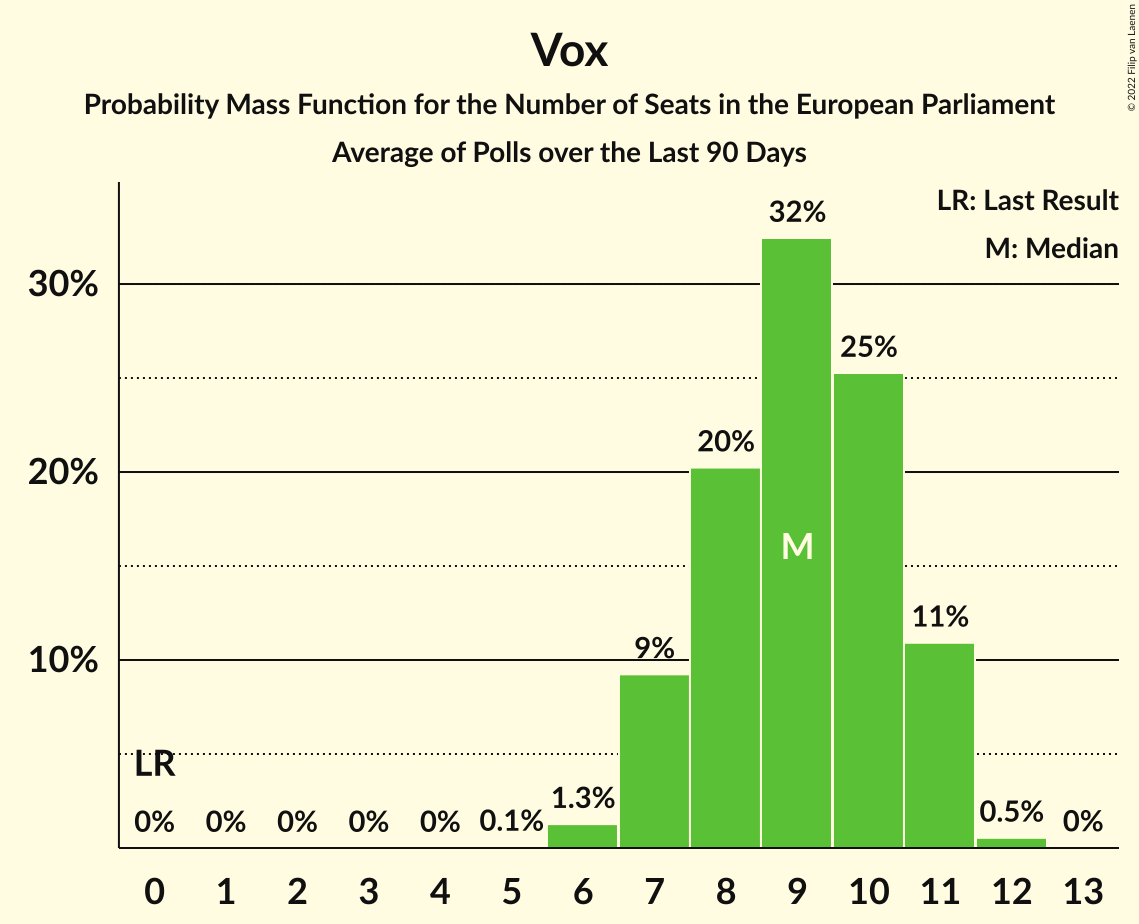 Vox
Probability Mass Function for the Number of Seats in the European Parliament
Average of Polls over the Last 90 Days
© 2022 Filip van Laenen
LR: Last Result
M: Median
32%
30%
25%
20%
20%
M
11%
9%
10%
LR
1.3%
0% 0% 0% 0% 0% 0.1% 0.5% 0%
0 1 2 3 4 5 6 7 8 9 10 11 12 13